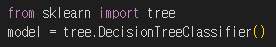 from sklearn import tree
model = tree.DecisionTreeClassifier()